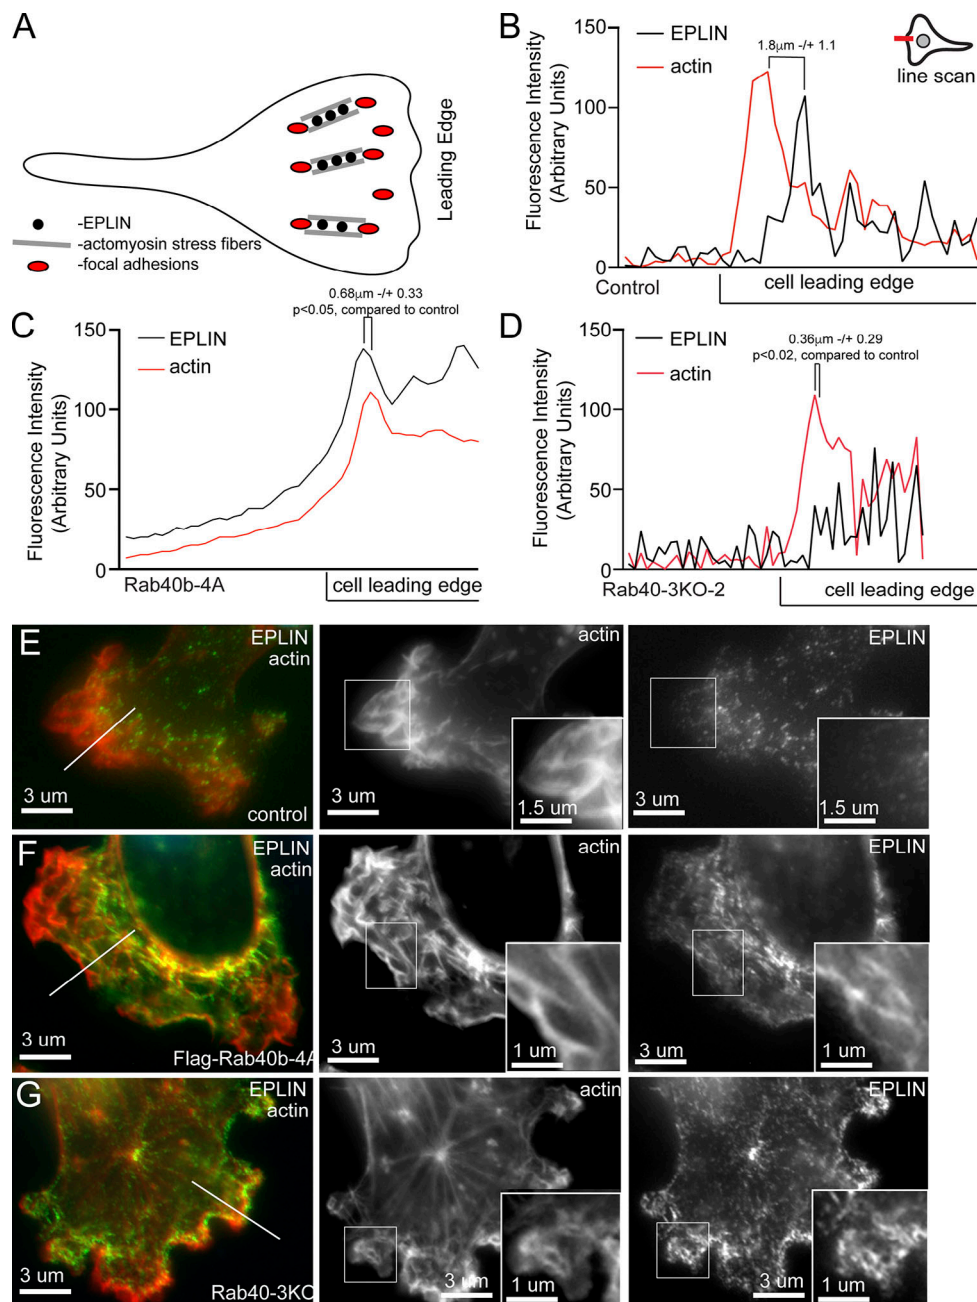 A
Leading Edge
-EPLIN
-actomyosin stress fibers
-focal adhesions
B
Fluorescence Intensity
(Arbitrary Units)
150
100
50
0
EPLIN
actin
1.8µm -/+ 1.1
line scan
Control
cell leading edge
C
Fluorescence Intensity
(Arbitrary Units)
150
100
50
0
EPLIN
actin
0.68µm -/+ 0.33
p<0.05, compared to control
Rab40b-4A
cell leading edge
D
Fluorescence Intensity
(Arbitrary Units)
150
100
50
0
EPLIN
actin
0.36µm -/+ 0.29
p<0.02, compared to control
Rab40-3KO-2
cell leading edge
E
EPLIN
actin
3 um
control
actin
3 um
1.5 um
EPLIN
3 um
1.5 um
F
EPLIN
actin
3 um
Flag-Rab40b-4A
actin
3 um
1 um
EPLIN
3 um
1 um
G
EPLIN
actin
3 um
Rab40-3KO
actin
3 um
1 um
EPLIN
3 um
1 um